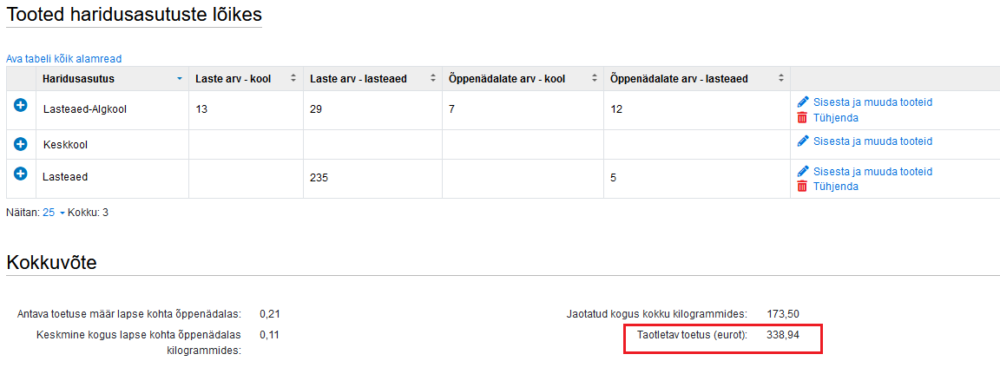 Tooted haridusasutuste lõikes
Ava tabeli kõik alamread
Haridusasutus Laste arv - kool Laste arv - lasteaed Õppenädalate arv - kool Õppenädalate arv - lasteaed
Lasteaed-Algkool 13 29 7 12 Sisesta ja muuda tooteid
Tühjenda
Keskkool Sisesta ja muuda tooteid
Lasteaed 235 5 Sisesta ja muuda tooteid
Tühjenda
Näitan: 25 Kokku: 3
Kokkuvõte
Antava toetuse määr lapse kohta õppenädalas: 0,21 Jaotatud kogus kokku kilogrammides: 173,50
Keskmine kogus lapse kohta õppenädalas 0,11 Taotletav toetus (eurot): 338,94
kilogrammides: